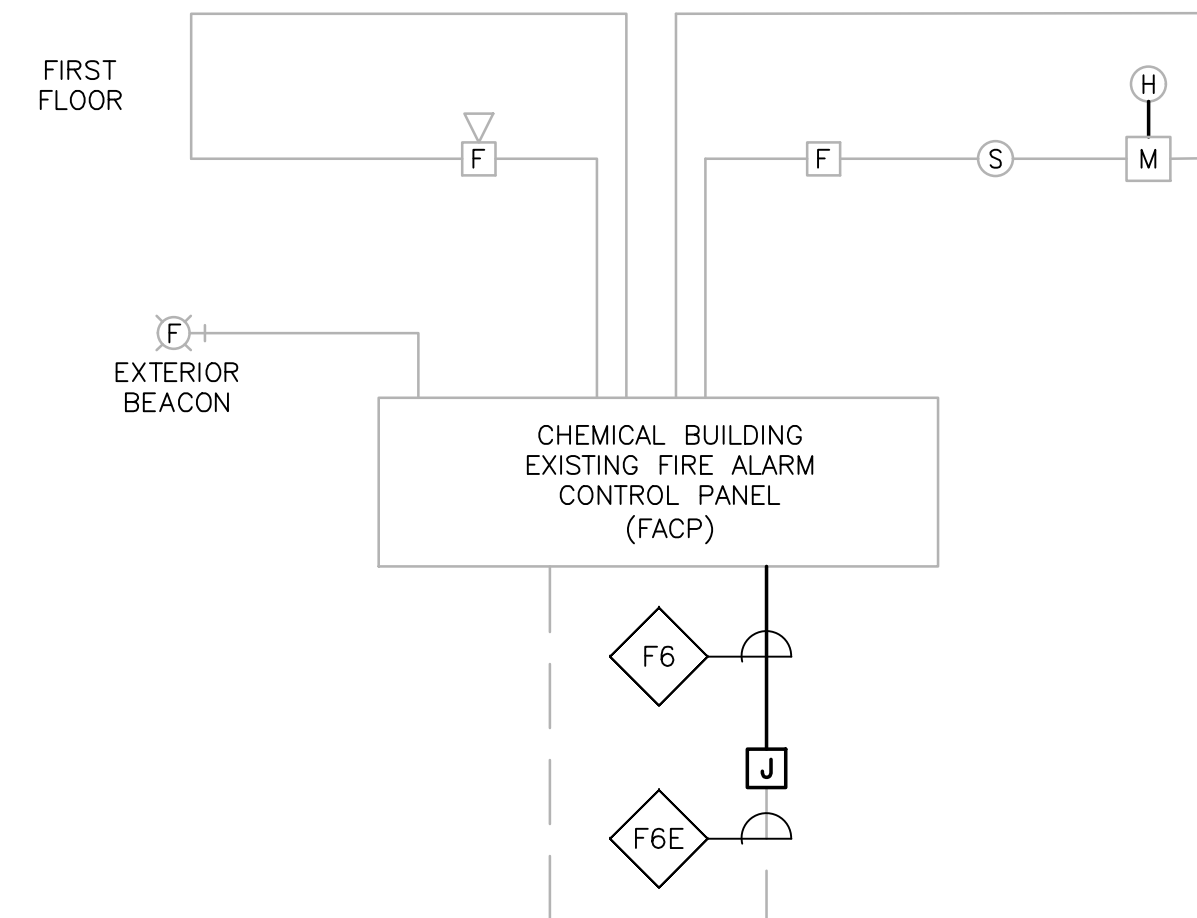 FIRST
FLOOR
H
F
F
S
M
F
EXTERIOR
BEACON
CHEMICAL BUILDING
EXISTING FIRE ALARM
CONTROL PANEL
(FACP)
F6
J
F6E